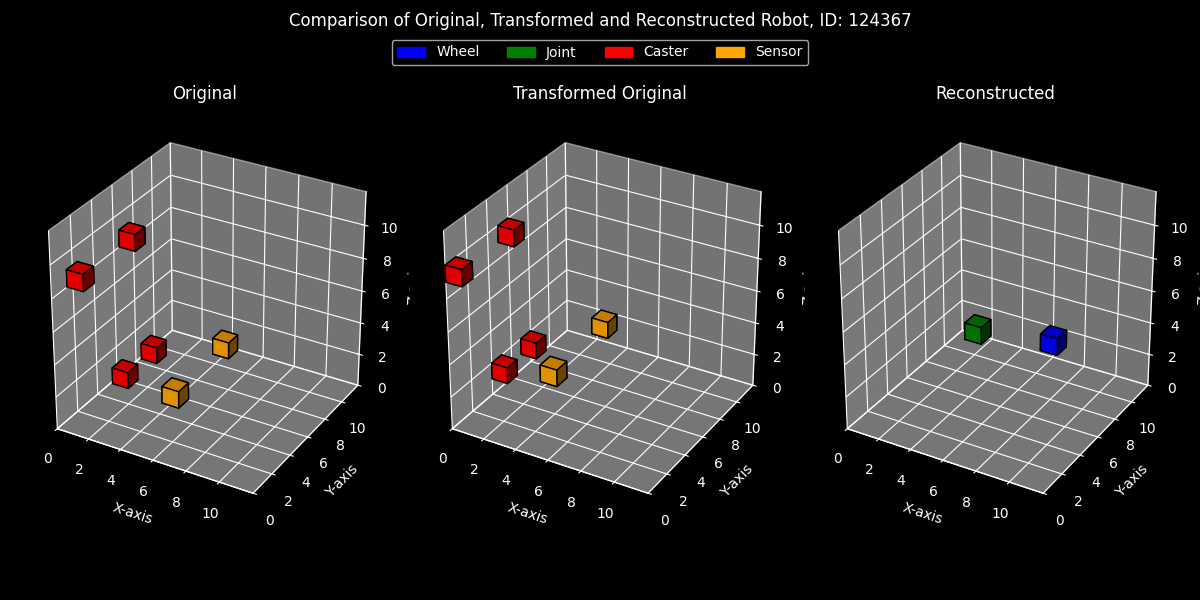 Comparison of Original, Transformed and Reconstructed Robot, ID: 124367
Wheel Joint Caster Sensor
Original Transformed Original Reconstructed
10 10 10
8 8 8
6 6 6
4 4 4
2 2 2
0 0 0
0 2 4 6 8 10
X-axis
0 2 4 6 8 10
Y-axis
0 2 4 6 8 10
X-axis
0 2 4 6 8 10
Y-axis
0 2 4 6 8 10
X-axis
0 2 4 6 8 10
Y-axis